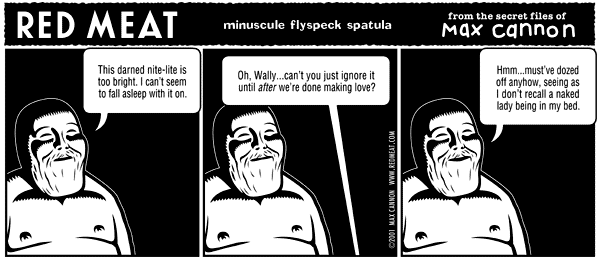 RED MEAT
minuscule flyspeck spatula
from the secret files of
Max cannon
This darned nite-lite is
too bright. I can't seem
to fall asleep with it on.
Oh, Wally...can't you just ignore it
until after we're done making love?
©2001 MAX CANNON WWW.REDMEAT.COM
Hmm...must've dozed
off anyhow, seeing as
I don't recall a naked
lady being in my bed.